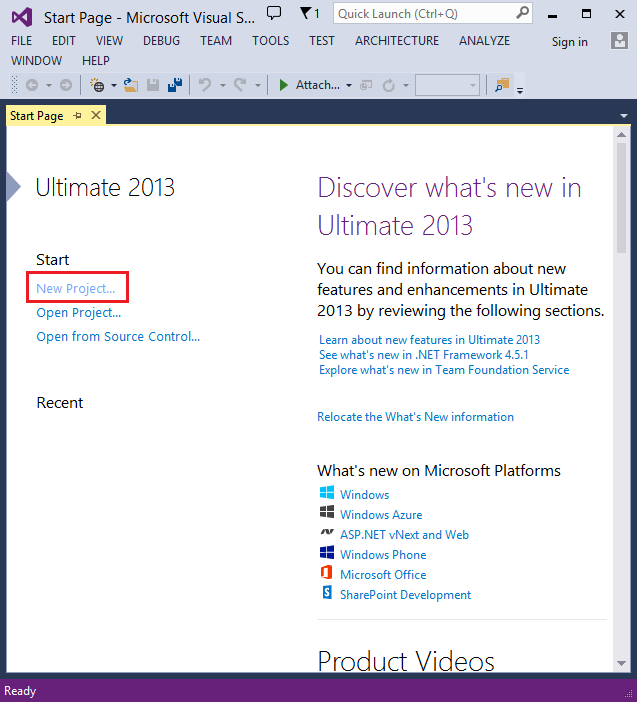 Start Page - Microsoft Visual S...
1
Quick Launch (Ctrl+Q)
FILE EDIT VIEW DEBUG TEAM TOOLS TEST ARCHITECTURE ANALYZE
Sign in
WINDOW HELP
Attach...
Start Page
Ultimate 2013
Start
New Project...
Open Project...
Open from Source Control...
Recent
Discover what's new in
Ultimate 2013
You can find information about new
features and enhancements in Ultimate
2013 by reviewing the following sections.
Learn about new features in Ultimate 2013
See what's new in .NET Framework 4.5.1
Explore what's new in Team Foundation Service
Relocate the What's New information
What's new on Microsoft Platforms
Windows
Windows Azure
ASP.NET vNext and Web
Windows Phone
Microsoft Office
SharePoint Development
Product Videos
Ready